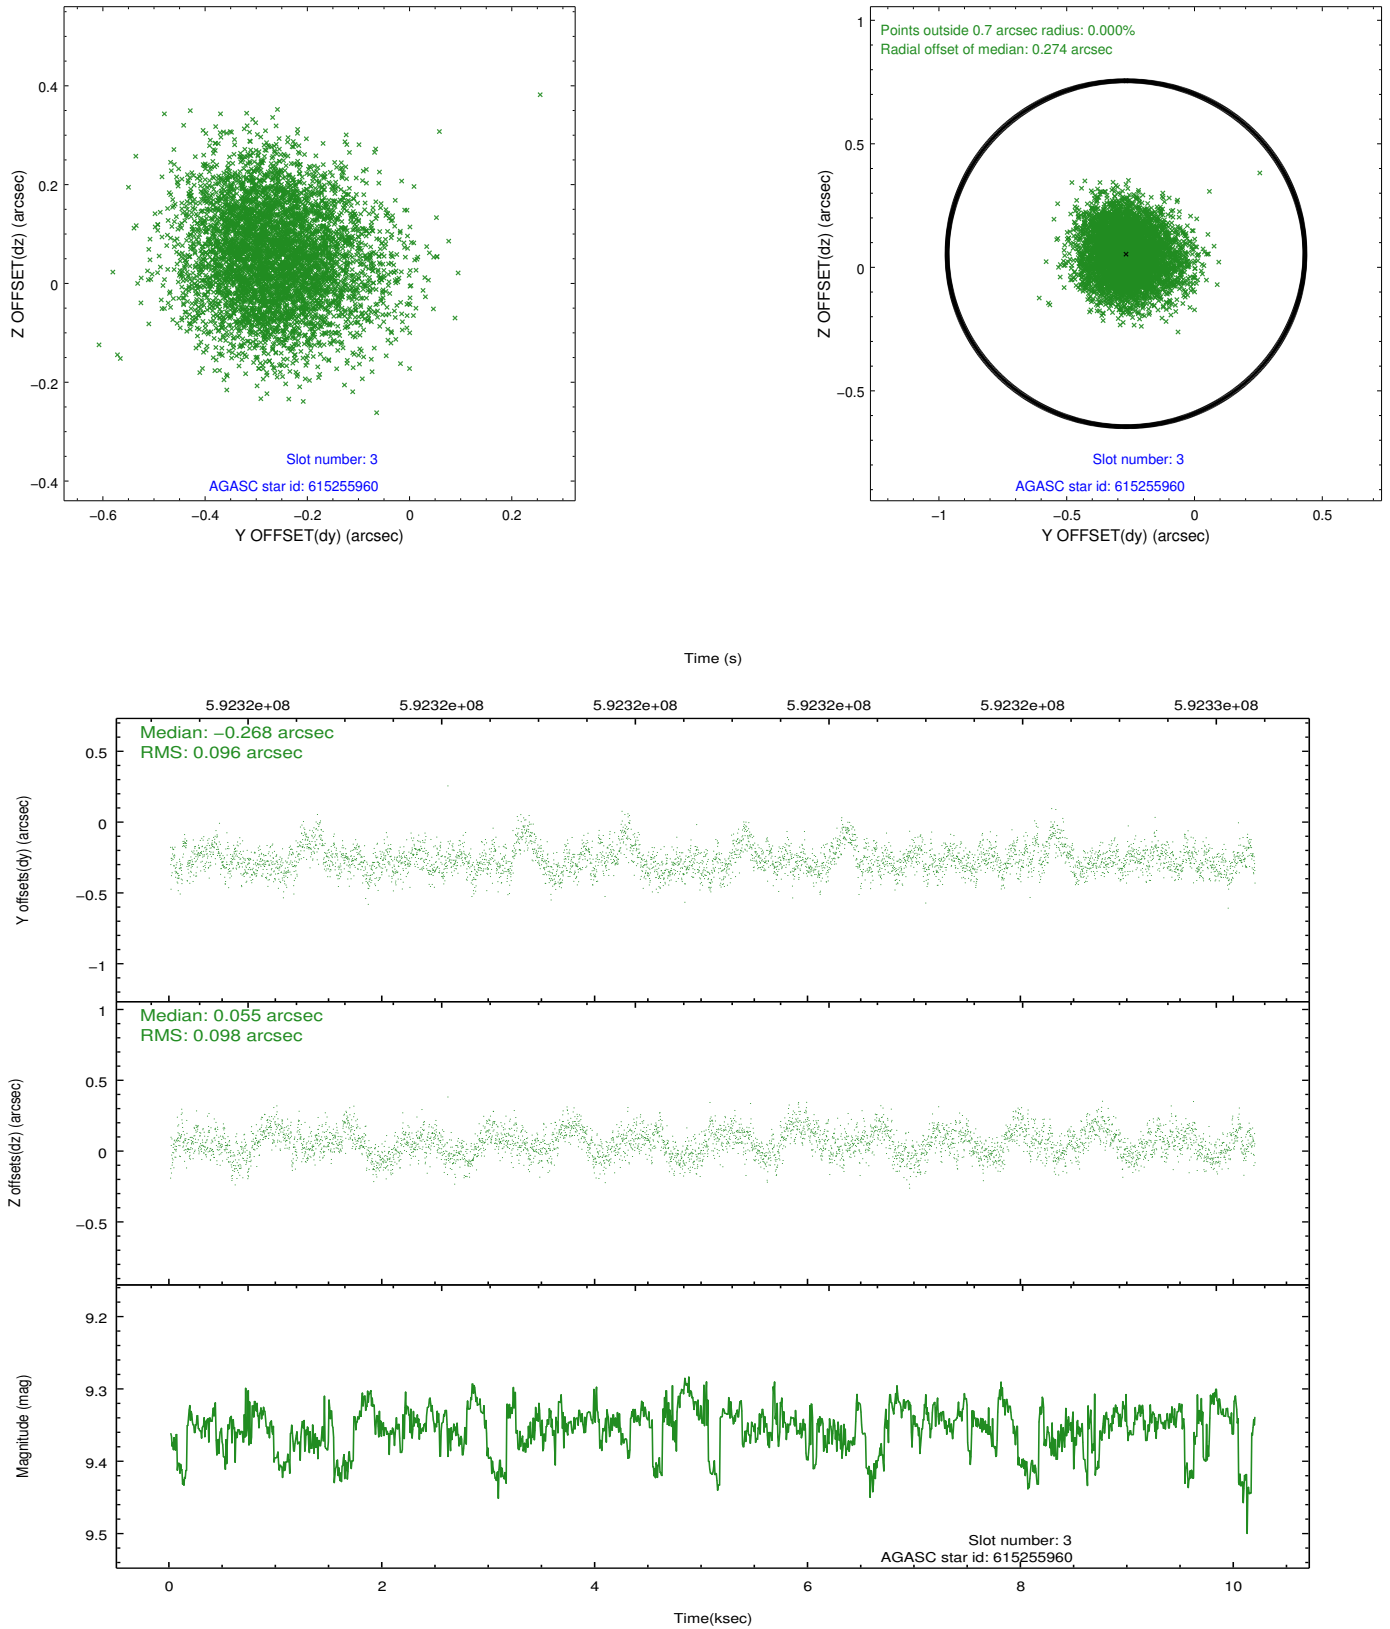 0.4
0.2
0
−0.2
−0.4
Z OFFSET(dz) (arcsec)
Slot number: 3
AGASC star id: 615255960
−0.6 −0.4 −0.2 0 0.2
Y OFFSET(dy) (arcsec)
Points outside 0.7 arcsec radius: 0.000%
Radial offset of median: 0.274 arcsec
1
0.5
0
−0.5
Z OFFSET(dz) (arcsec)
Slot number: 3
AGASC star id: 615255960
−1 −0.5 0 0.5
Y OFFSET(dy) (arcsec)
Time (s)
5.9232e+08 5.9232e+08 5.9232e+08 5.9232e+08 5.9232e+08 5.9233e+08
Median: −0.268 arcsec
RMS: 0.096 arcsec
0.5
0
−0.5
−1
Y offsets(dy) (arcsec)
Median: 0.055 arcsec
RMS: 0.098 arcsec
1
0.5
0
−0.5
Z offsets(dz) (arcsec)
9.2
9.3
9.4
9.5
Magnitude (mag)
Slot number: 3
AGASC star id: 615255960
0 2 4 6 8 10
Time(ksec)